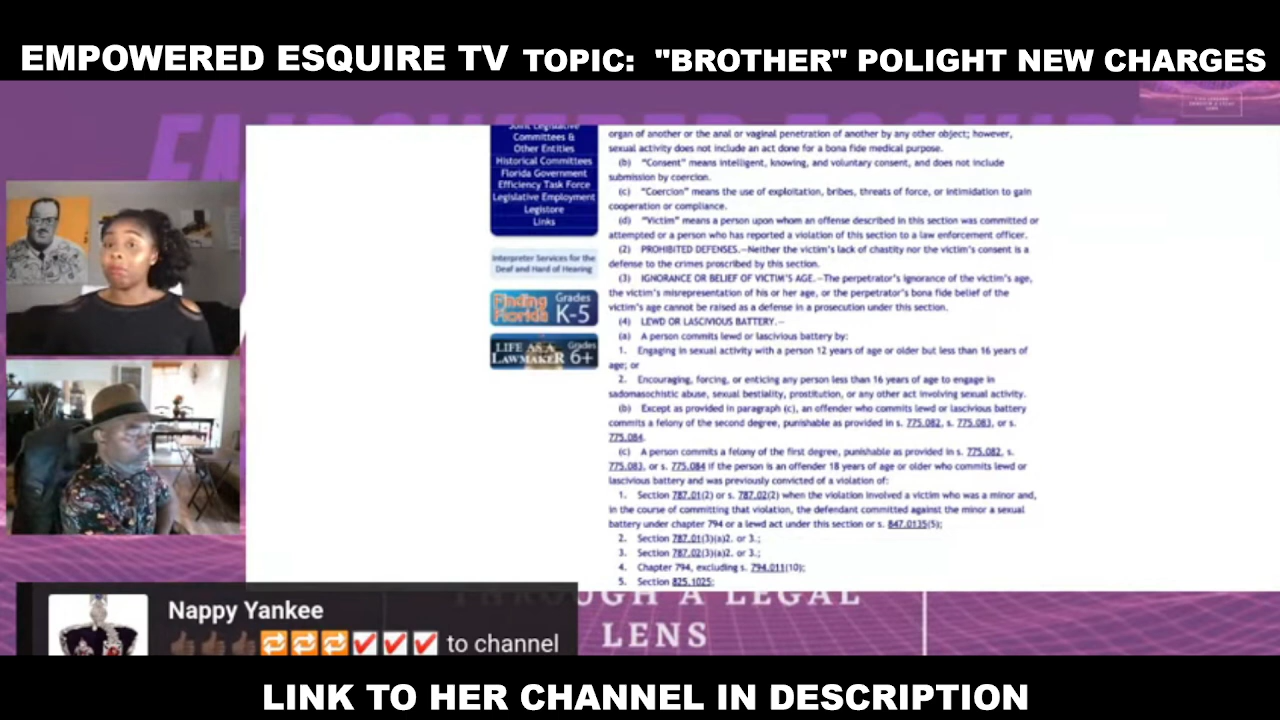 EMPOWERED ESQUIRE TV TOPIC: "BROTHER" POLIGHT NEW CHARGES
Joint Legislative
Committees &
Other Entities
Historical Committees
Florida Government
Efficiency Task Force
Legislative Employment
Legistore
Links
Interpreter Services for the
Deaf and Hard of Hearing
Finding Florida Grades K-5
LIFE AS A LAWMAKER Grades 6+
organ of another or the anal or vaginal penetration of another by any other object; however,
sexual activity does not include an act done for a bona fide medical purpose.
(b) "Consent" means intelligent, knowing, and voluntary consent, and does not include
submission by coercion.
(c) "Coercion" means the use of exploitation, bribes, threats of force, or intimidation to gain
cooperation or compliance.
(d) "Victim" means a person upon whom an offense described in this section was committed or
attempted or a person who has reported a violation of this section to a law enforcement officer.
(2) PROHIBITED DEFENSES.—Neither the victim's lack of chastity nor the victim's consent is a
defense to the crimes proscribed by this section.
(3) IGNORANCE OR BELIEF OF VICTIM'S AGE.—The perpetrator's ignorance of the victim's age,
the victim's misrepresentation of his or her age, or the perpetrator's bona fide belief of the
victim's age cannot be raised as a defense in a prosecution under this section.
(4) LEWD OR LASCIVIOUS BATTERY.—
(a) A person commits lewd or lascivious battery by:
1. Engaging in sexual activity with a person 12 years of age or older but less than 16 years of
age; or
2. Encouraging, forcing, or enticing any person less than 16 years of age to engage in
sadomasochistic abuse, sexual bestiality, prostitution, or any other act involving sexual activity.
(b) Except as provided in paragraph (c), an offender who commits lewd or lascivious battery
commits a felony of the second degree, punishable as provided in s. 775.082, s. 775.083, or s.
775.084.
(c) A person commits a felony of the first degree, punishable as provided in s. 775.082, s.
775.083, or s. 775.084 if the person is an offender 18 years of age or older who commits lewd or
lascivious battery and was previously convicted of a violation of:
1. Section 787.01(2) or s. 787.02(2) when the violation involved a victim who was a minor and,
in the course of committing that violation, the defendant committed against the minor a sexual
battery under chapter 794 or a lewd act under this section or s. 847.0135(5);
2. Section 787.01(3)(a)2. or 3.;
3. Section 787.02(3)(a)2. or 3.;
4. Chapter 794, excluding s. 794.011(10);
5. Section 825.1025;
THROUGH A LEGAL
LENS
Nappy Yankee
to channel
LINK TO HER CHANNEL IN DESCRIPTION